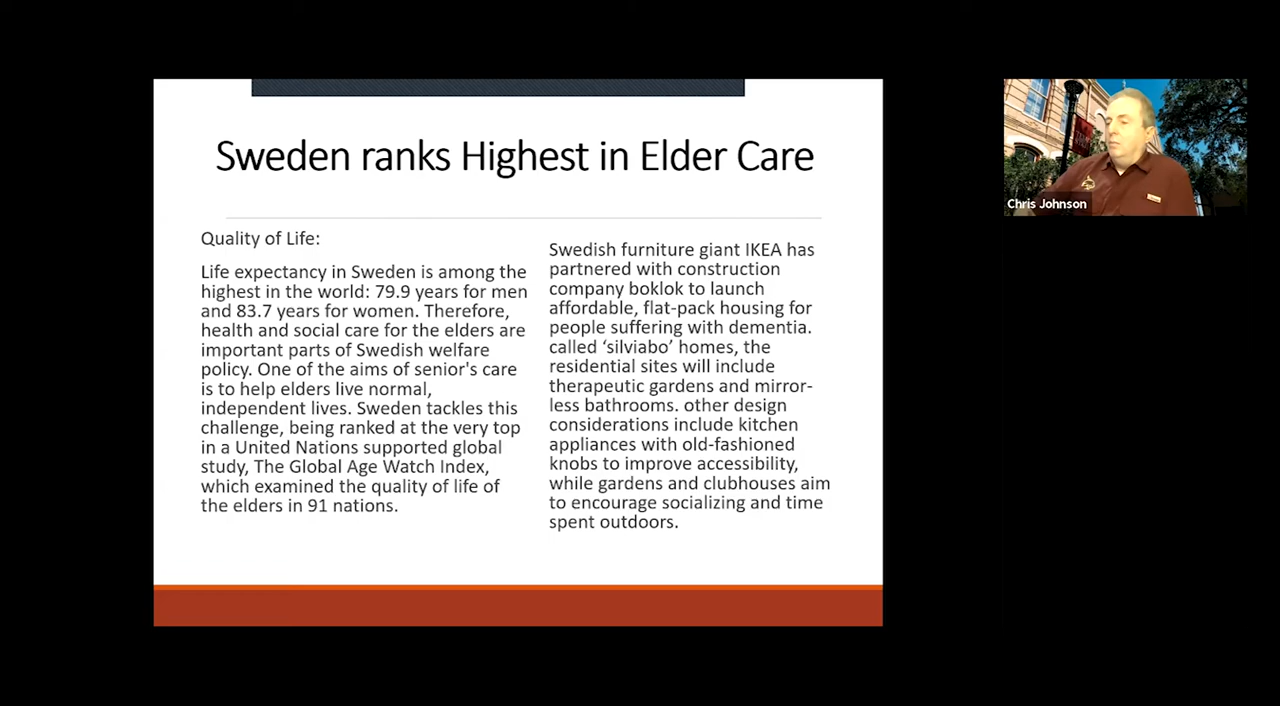 Sweden ranks Highest in Elder Care
Quality of Life:
Life expectancy in Sweden is among the
highest in the world: 79.9 years for men
and 83.7 years for women. Therefore,
health and social care for the elders are
important parts of Swedish welfare
policy. One of the aims of senior's care
is to help elders live normal,
independent lives. Sweden tackles this
challenge, being ranked at the very top
in a United Nations supported global
study, The Global Age Watch Index,
which examined the quality of life of
the elders in 91 nations.
Swedish furniture giant IKEA has
partnered with construction
company boklok to launch
affordable, flat-pack housing for
people suffering with dementia.
called ‘silviabo’ homes, the
residential sites will include
therapeutic gardens and mirror-
less bathrooms. other design
considerations include kitchen
appliances with old-fashioned
knobs to improve accessibility,
while gardens and clubhouses aim
to encourage socializing and time
spent outdoors.
Chris Johnson